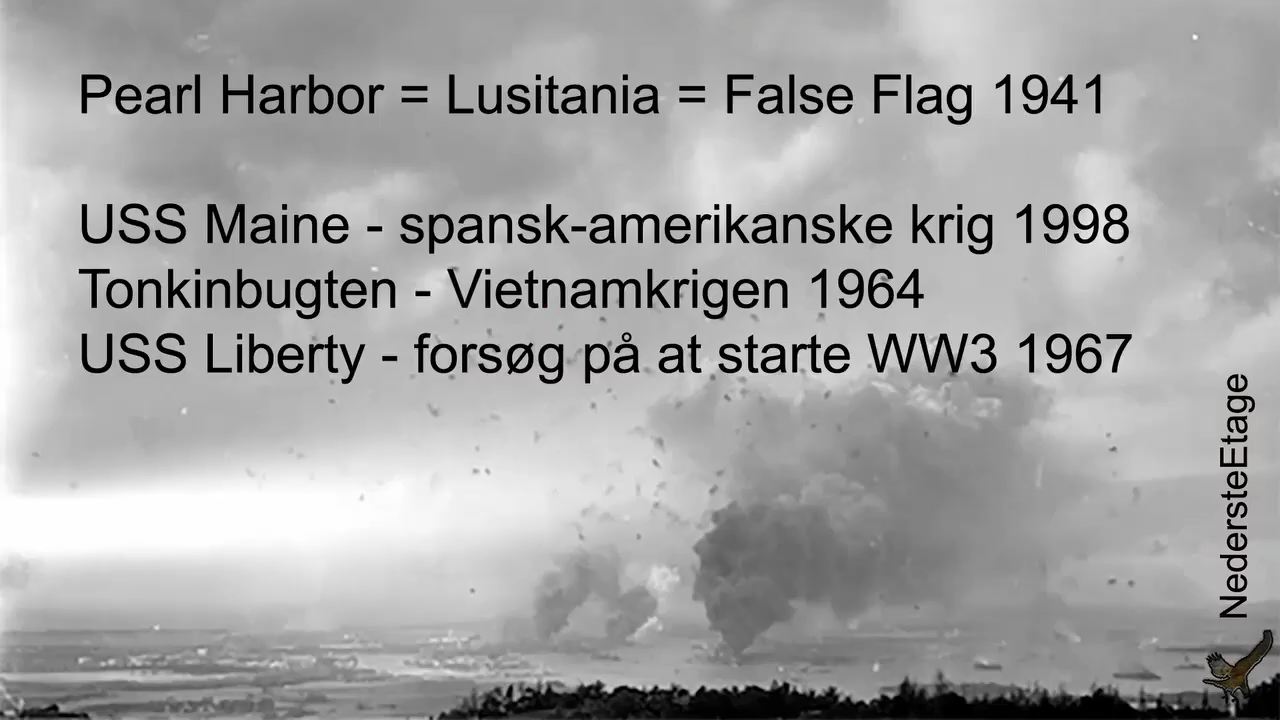 Pearl Harbor = Lusitania = False Flag 1941
USS Maine - spansk-amerikanske krig 1998
Tonkinbugten - Vietnamkrigen 1964
USS Liberty - forsøg på at starte WW3 1967
NedersteEtage